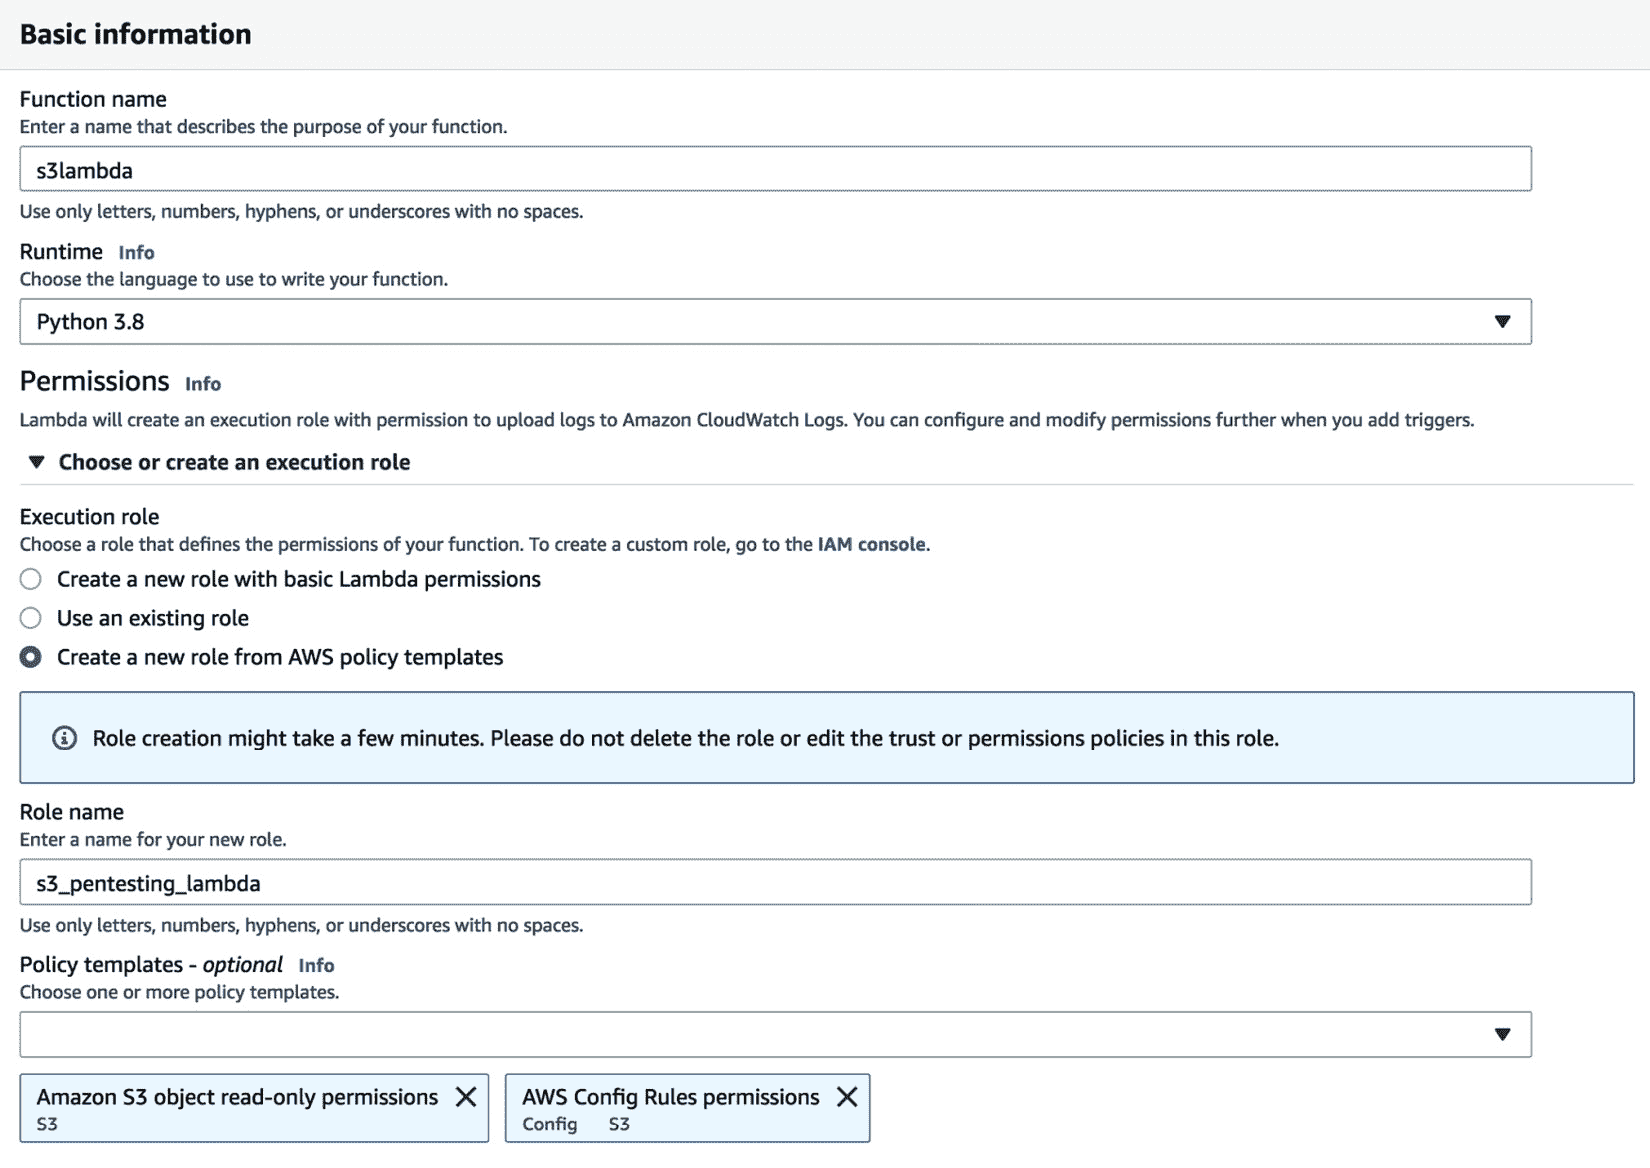 Basic information
Function name
Enter a name that describes the purpose of your function.
s3lambda
Use only letters, numbers, hyphens, or underscores with no spaces.
Runtime Info
Choose the language to use to write your function.
Python 3.8
Permissions Info
Lambda will create an execution role with permission to upload logs to Amazon CloudWatch Logs. You can configure and modify permissions further when you add triggers.
Choose or create an execution role
Execution role
Choose a role that defines the permissions of your function. To create a custom role, go to the IAM console.
Create a new role with basic Lambda permissions
Use an existing role
Create a new role from AWS policy templates
Role creation might take a few minutes. Please do not delete the role or edit the trust or permissions policies in this role.
Role name
Enter a name for your new role.
s3_pentesting_lambda
Use only letters, numbers, hyphens, or underscores with no spaces.
Policy templates - optional Info
Choose one or more policy templates.
Amazon S3 object read-only permissions
S3
AWS Config Rules permissions
Config S3